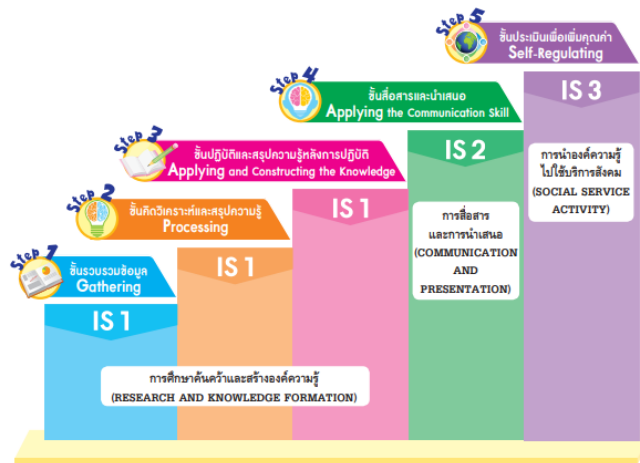 Step 1
ขั้นรวบรวมข้อมูล
Gathering
IS 1
Step 2
ขั้นคิดวิเคราะห์และสรุปความรู้
Processing
IS 1
Step 3
ขั้นปฏิบัติและสรุปความรู้หลังการปฏิบัติ
Applying and Constructing the Knowledge
IS 1
การศึกษาค้นคว้าและสร้างองค์ความรู้
(RESEARCH AND KNOWLEDGE FORMATION)
Step 4
ขั้นสื่อสารและนำเสนอ
Applying the Communication Skill
IS 2
การสื่อสาร
และการนำเสนอ
(COMMUNICATION
AND
PRESENTATION)
Step 5
ขั้นประเมินเพื่อเพิ่มคุณค่า
Self-Regulating
IS 3
การนำองค์ความรู้
ไปใช้บริการสังคม
(SOCIAL SERVICE
ACTIVITY)